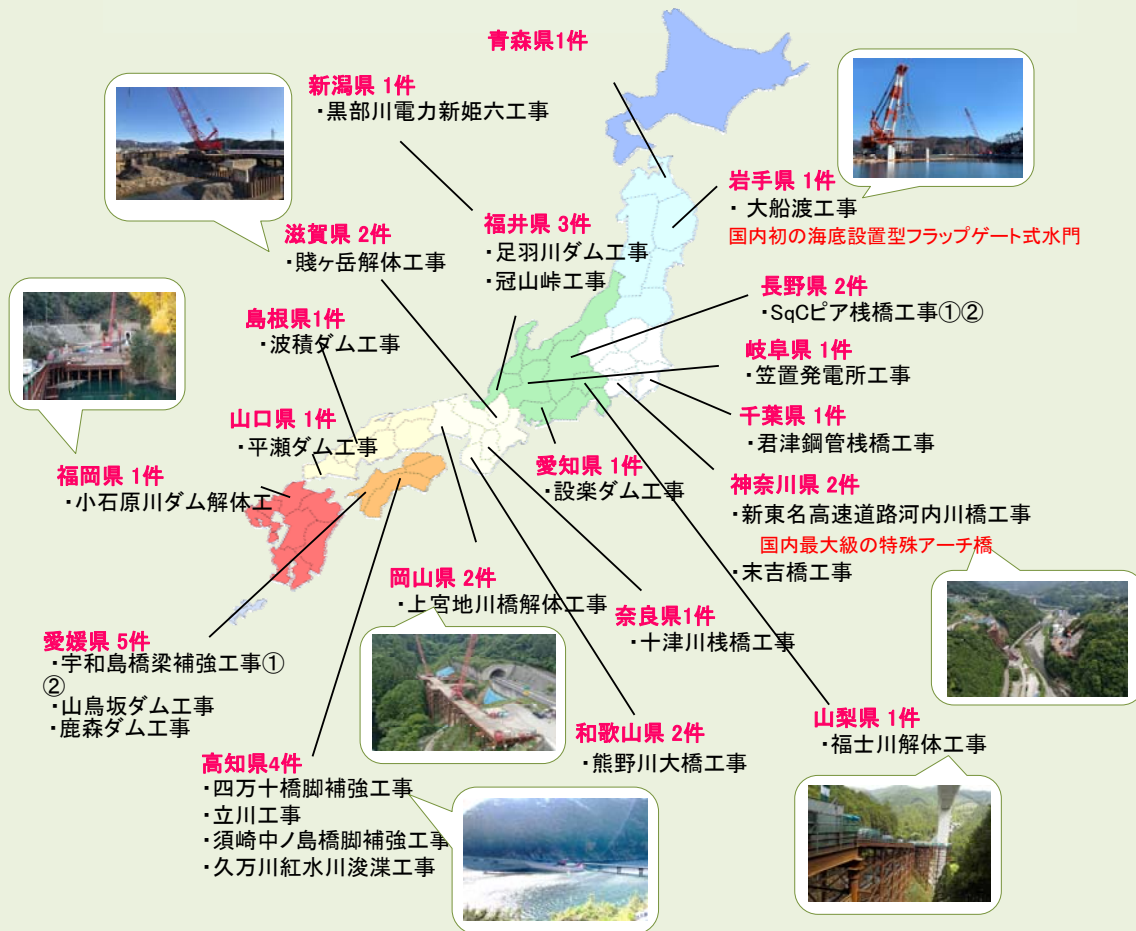 青森県1件
新潟県 1件
・黒部川電力新姫六工事
岩手県 1件
・ 大船渡工事
国内初の海底設置型フラップゲート式水門
滋賀県 2件
・賤ヶ岳解体工事
福井県 3件
・足羽川ダム工事
・冠山峠工事
長野県 2件
・SqCピア桟橋工事①②
島根県1件
・波積ダム工事
岐阜県 1件
・笠置発電所工事
山口県 1件
・平瀬ダム工事
千葉県 1件
・君津鋼管桟橋工事
福岡県 1件
・小石原川ダム解体工
愛知県 1件
・設楽ダム工事
神奈川県 2件
・新東名高速道路河内川橋工事
国内最大級の特殊アーチ橋
・末吉橋工事
岡山県 2件
・上宮地川橋解体工事
奈良県1件
・十津川桟橋工事
愛媛県 5件
・宇和島橋梁補強工事①
②
・山鳥坂ダム工事
・鹿森ダム工事
和歌山県 2件
・熊野川大橋工事
山梨県 1件
・福士川解体工事
高知県4件
・四万十橋脚補強工事
・立川工事
・須崎中ノ島橋脚補強工事
・久万川紅水川浚渫工事